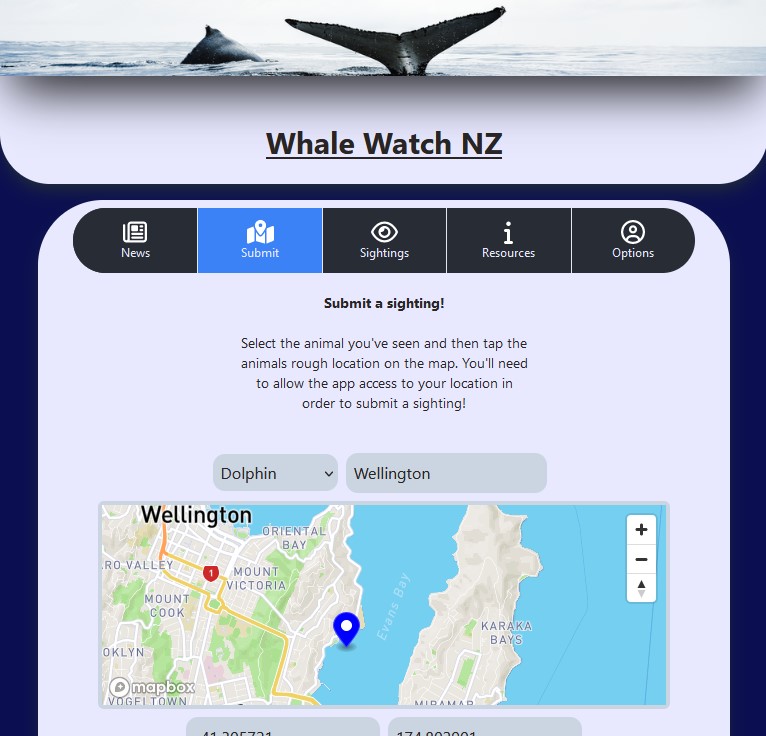 Whale Watch NZ
News
Submit
Sightings
Resources
Options
Submit a sighting!
Select the animal you've seen and then tap the
animals rough location on the map. You'll need
to allow the app access to your location in
order to submit a sighting!
Dolphin
Wellington
Wellington
ORIENTAL
BAY
RO VALLEY
1
MOUNT
VICTORIA
MOUNT
COOK
Evans Bay
KARAKA
BAYS
OKLYN
mapbox
VOGELTOWN
MIRAMAR